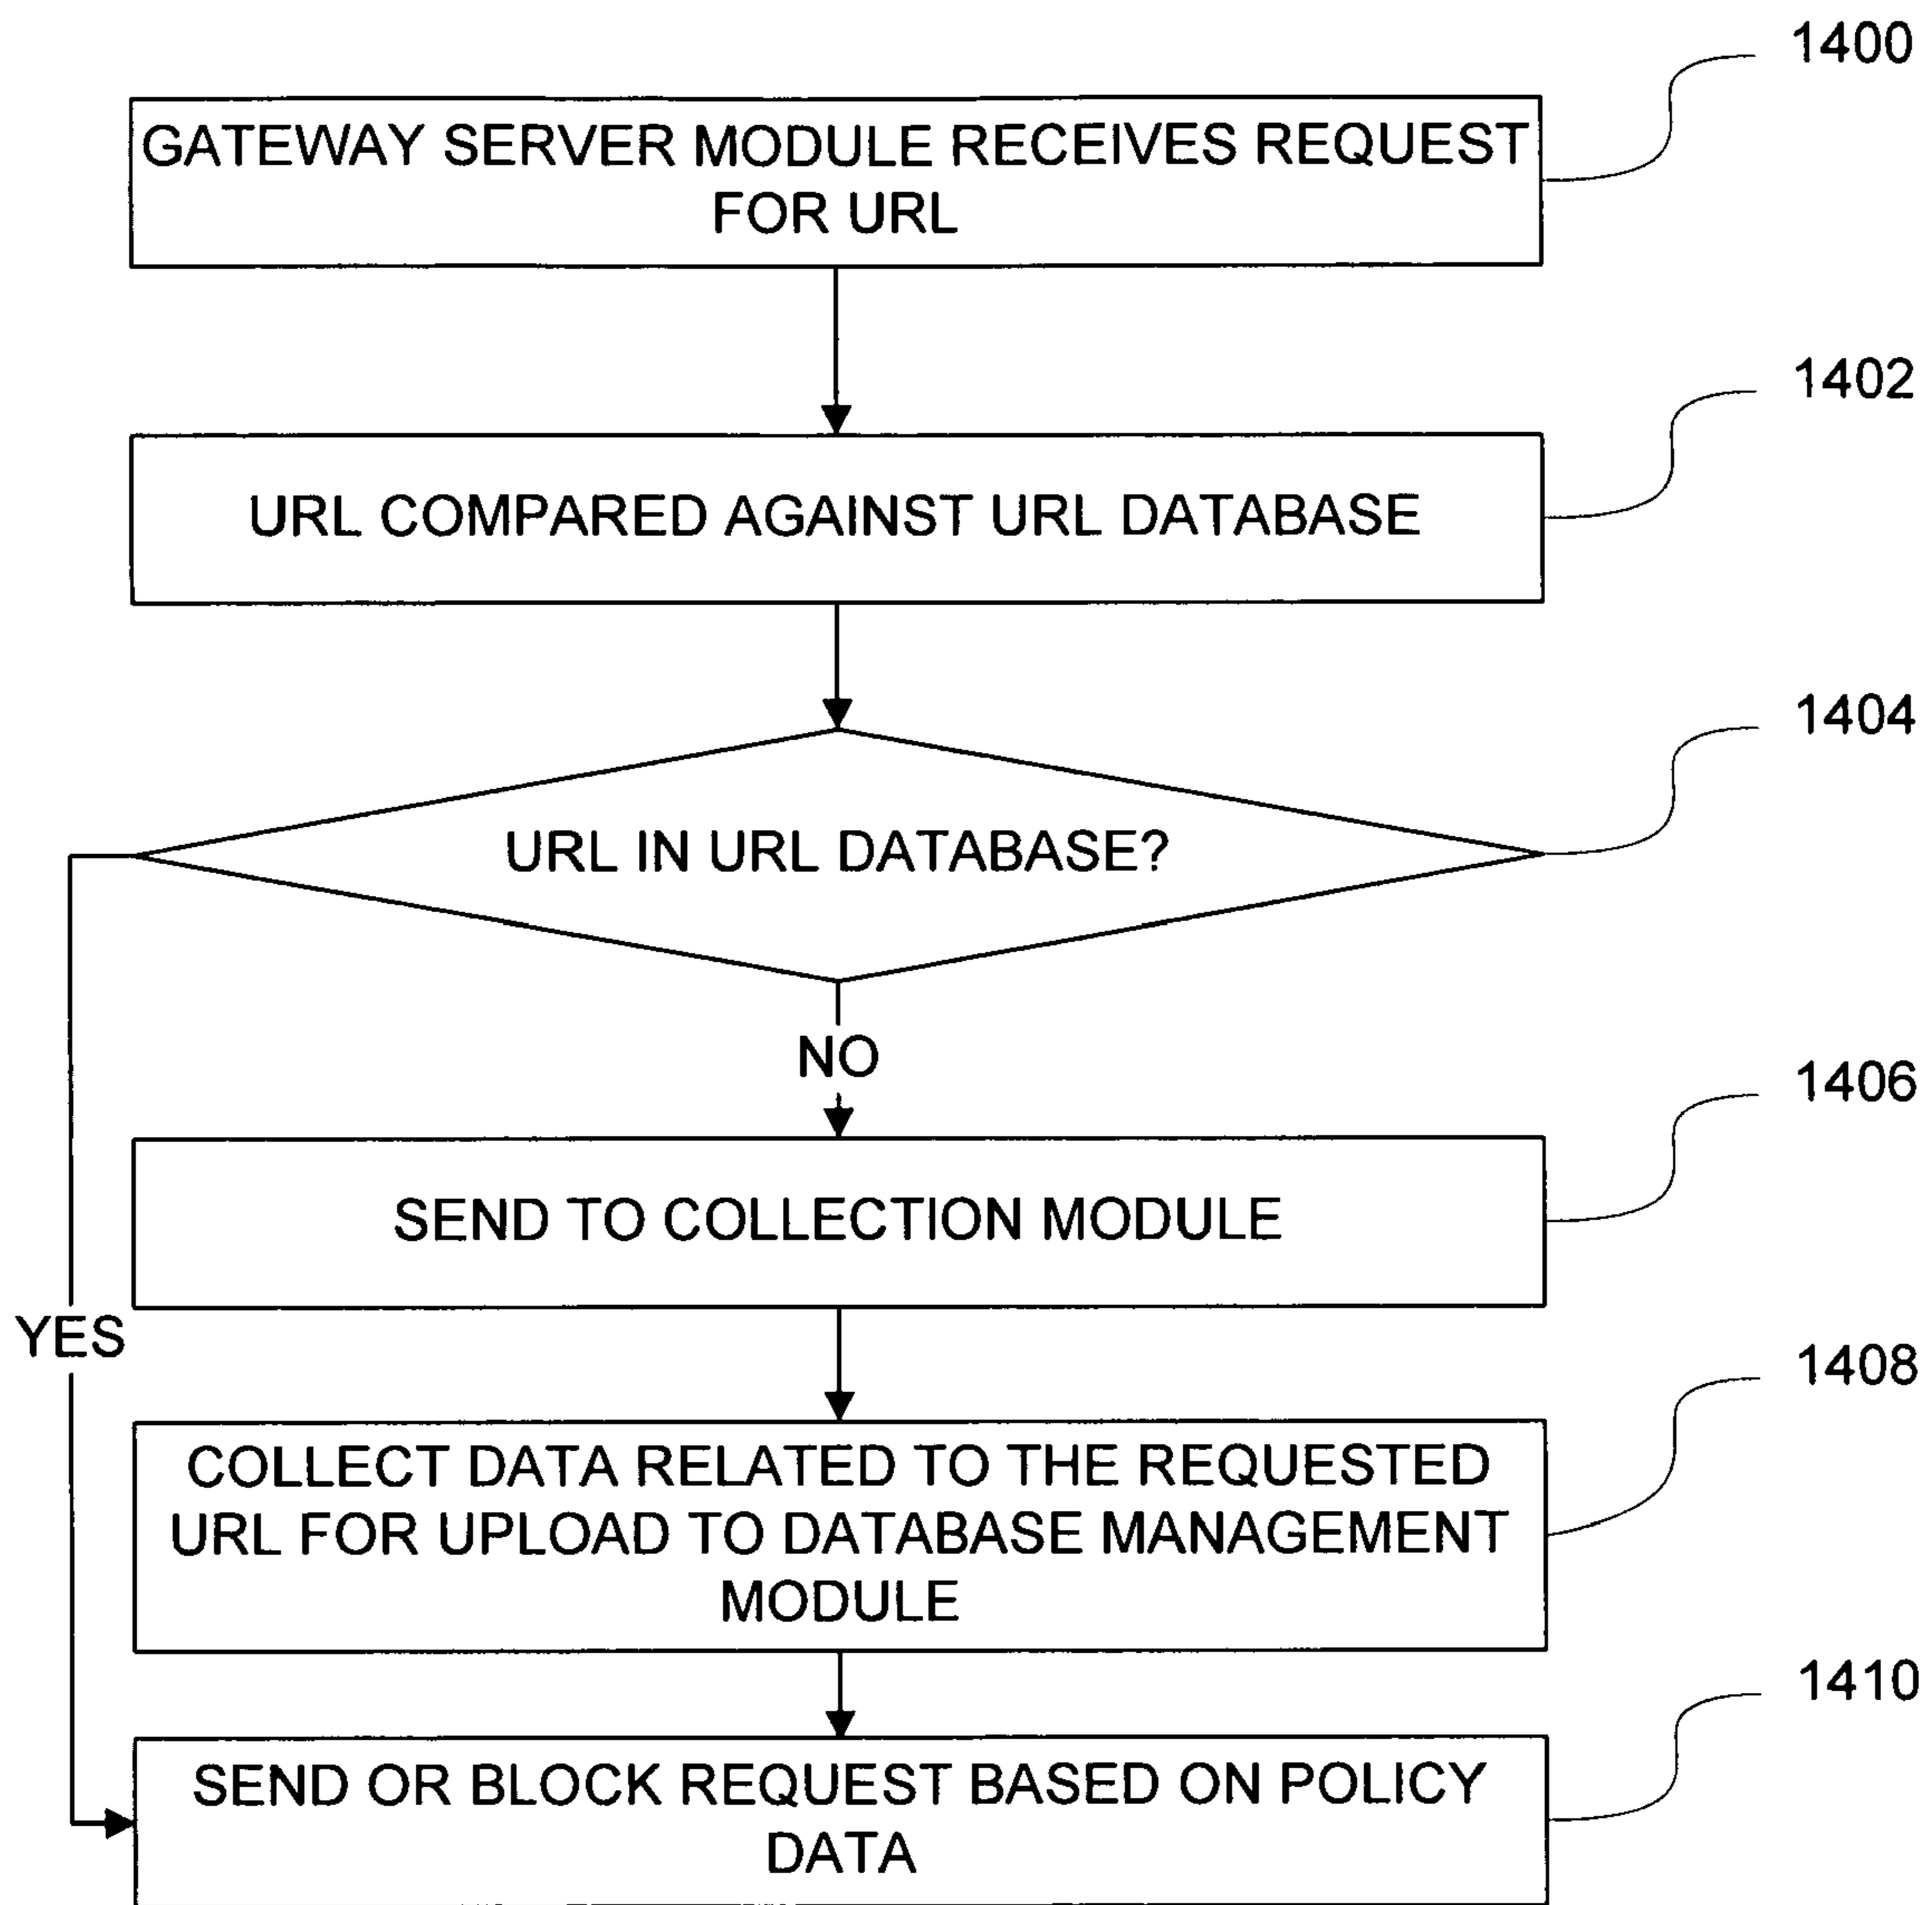 1400
GATEWAY SERVER MODULE RECEIVES REQUEST
FOR URL
1402
URL COMPARED AGAINST URL DATABASE
1404
URL IN URL DATABASE?
NO
1406
SEND TO COLLECTION MODULE
YES
1408
COLLECT DATA RELATED TO THE REQUESTED
URL FOR UPLOAD TO DATABASE MANAGEMENT
MODULE
1410
SEND OR BLOCK REQUEST BASED ON POLICY
DATA